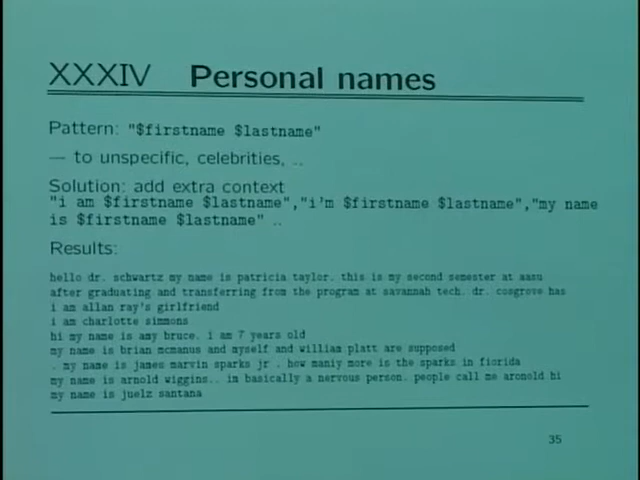 XXXIV Personal names
Pattern: "$firstname $lastname"
— to unspecific, celebrities, ..
Solution: add extra context
"i am $firstname $lastname","i'm $firstname $lastname","my name
is $firstname $lastname" ..
Results:
hello dr. schwartz my name is patricia taylor. this is my second semester at aasu
after graduating and transferring from the program at savannah tech. dr. cosgrove has
i am allan ray's girlfriend
i am charlotte simmons
hi my name is amy bruce. i am 7 years old
my name is brian mcmanus and myself and william platt are supposed
. my name is james marvin sparks jr . how maniy more is the sparks in florida
my name is arnold wiggins.. im basically a nervous person. people call me aronold hi
my name is juelz santana
35